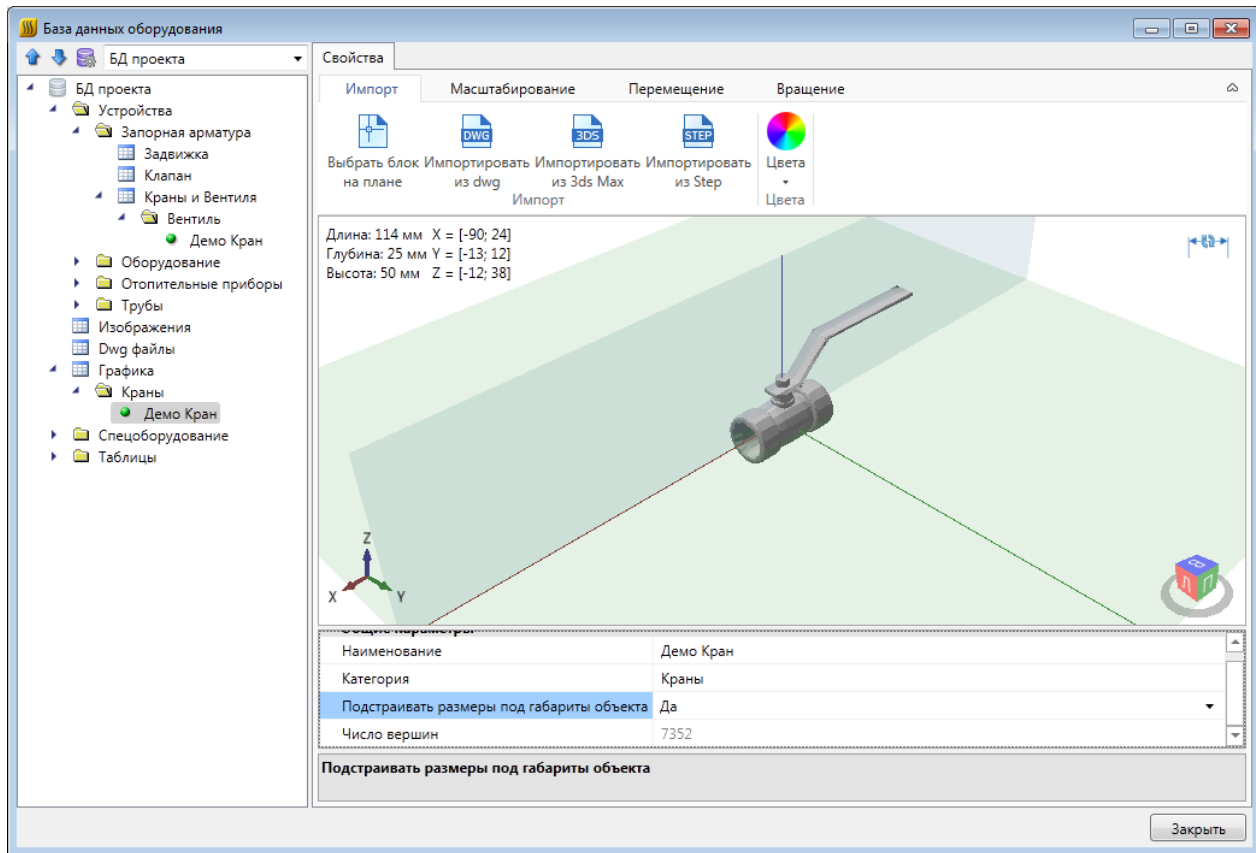 База данных оборудования
БД проекта
БД проекта
Устройства
Запорная арматура
Задвижка
Клапан
Краны и Вентиля
Вентиль
Демо Кран
Оборудование
Отопительные приборы
Трубы
Изображения
Dwg файлы
Графика
Краны
Демо Кран
Спецоборудование
Таблицы
Свойства
Импорт Масштабирование Перемещение Вращение
DWG 3DS STEP
Выбрать блок Импортировать Импортировать Импортировать Цвета
на плане из dwg из 3ds Max из Step
Импорт Цвета
Длина: 114 мм X = [-90; 24]
Глубина: 25 мм Y = [-13; 12]
Высота: 50 мм Z = [-12; 38]
Z
X Y
В
Л П
Общие параметры
Наименование Демо Кран
Категория Краны
Подстраивать размеры под габариты объекта Да
Число вершин 7352
Подстраивать размеры под габариты объекта
Закрыть